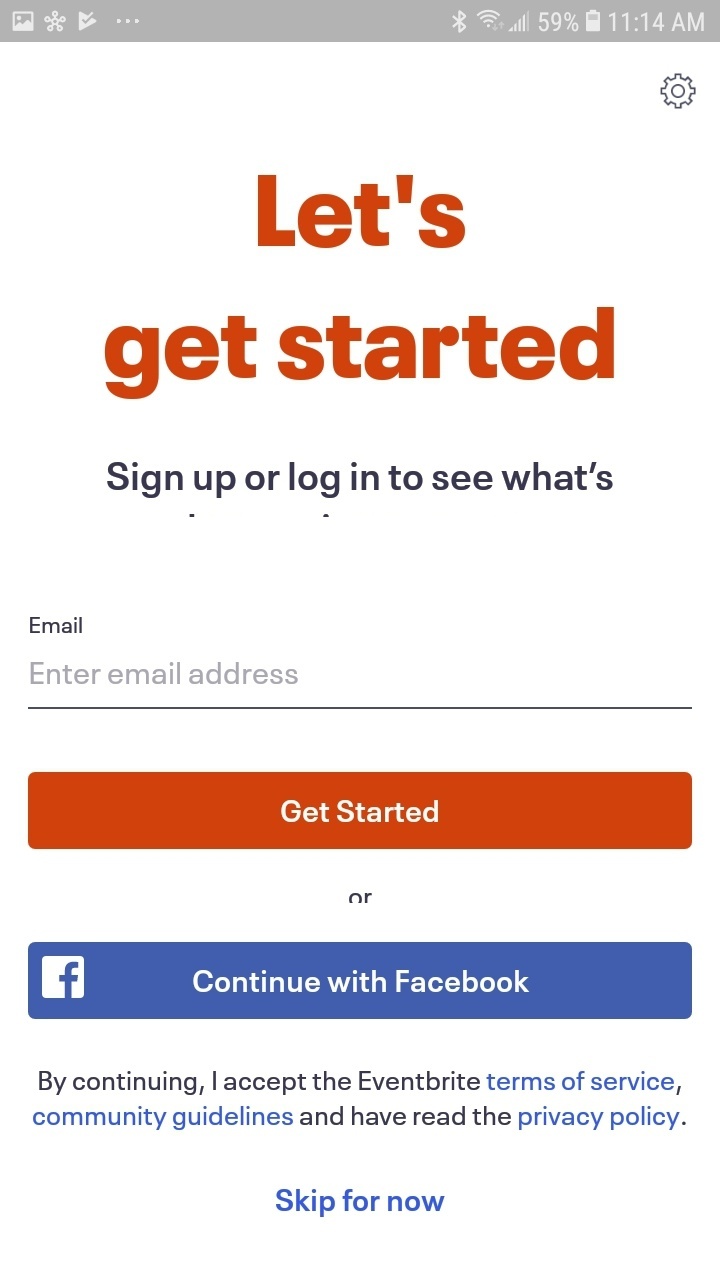 59% 11:14 AM
Let's
get started
Sign up or log in to see what’s
Email
Enter email address
Get Started
or
Continue with Facebook
By continuing, I accept the Eventbrite terms of service,
community guidelines and have read the privacy policy.
Skip for now